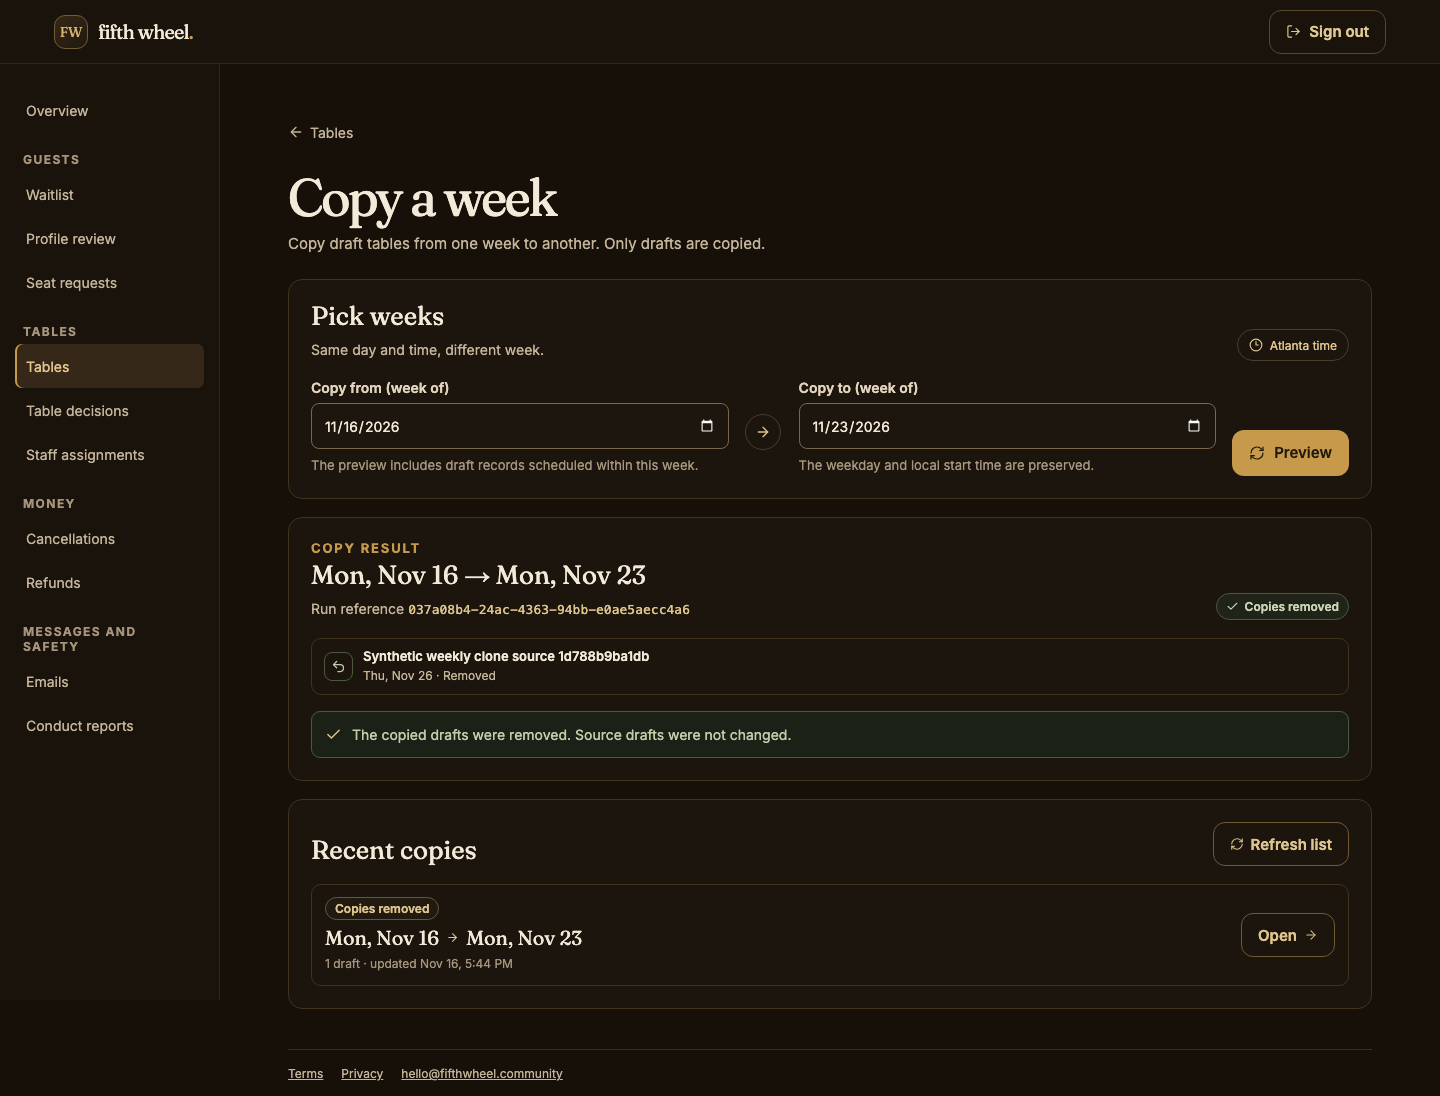 FW fifth wheel.
Sign out
Overview
GUESTS
Waitlist
Profile review
Seat requests
TABLES
Tables
Table decisions
Staff assignments
MONEY
Cancellations
Refunds
MESSAGES AND
SAFETY
Emails
Conduct reports
← Tables
Copy a week
Copy draft tables from one week to another. Only drafts are copied.
Pick weeks
Same day and time, different week.
Atlanta time
Copy from (week of)
11/16/2026
The preview includes draft records scheduled within this week.
→
Copy to (week of)
11/23/2026
The weekday and local start time are preserved.
Preview
COPY RESULT
Mon, Nov 16 → Mon, Nov 23
Run reference 037a08b4-24ac-4363-94bb-e0ae5aecc4a6
Copies removed
Synthetic weekly clone source 1d788b9ba1db
Thu, Nov 26 · Removed
The copied drafts were removed. Source drafts were not changed.
Recent copies
Refresh list
Copies removed
Mon, Nov 16 → Mon, Nov 23
1 draft · updated Nov 16, 5:44 PM
Open →
Terms Privacy hello@fifthwheel.community